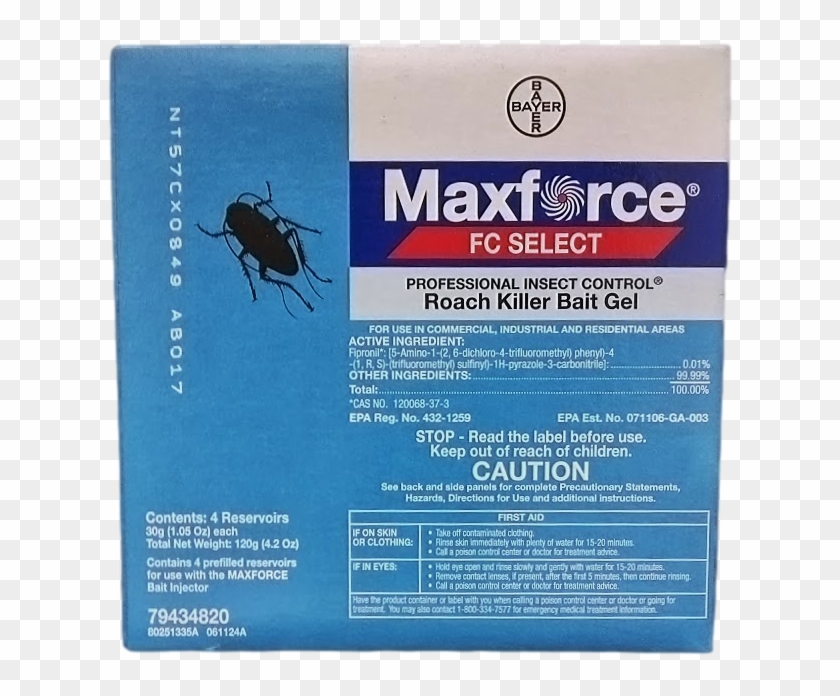 NT57CX0849 AB017
BAYER
BAYER
Maxforce®
FC SELECT
PROFESSIONAL INSECT CONTROL®
Roach Killer Bait Gel
FOR USE IN COMMERCIAL, INDUSTRIAL AND RESIDENTIAL AREAS
ACTIVE INGREDIENT:
Fipronil*: [5-Amino-1-(2, 6-dichloro-4-trifluoromethyl) phenyl)-4
-(1, R, S)-(trifluoromethyl) sulfinyl)-1H-pyrazole-3-carbonitrile]: 0.01%
OTHER INGREDIENTS: 99.99%
Total: 100.00%
*CAS NO. 120068-37-3
EPA Reg. No. 432-1259 EPA Est. No. 071106-GA-003
STOP - Read the label before use.
Keep out of reach of children.
CAUTION
See back and side panels for complete Precautionary Statements,
Hazards, Directions for Use and additional instructions.
Contents: 4 Reservoirs
30g (1.05 Oz) each
Total Net Weight: 120g (4.2 Oz)
Contains 4 prefilled reservoirs
for use with the MAXFORCE
Bait Injector
79434820
80251335A 061124A
FIRST AID
IF ON SKIN
OR CLOTHING:
• Take off contaminated clothing.
• Rinse skin immediately with plenty of water for 15-20 minutes.
• Call a poison control center or doctor for treatment advice.
IF IN EYES:
• Hold eye open and rinse slowly and gently with water for 15-20 minutes.
• Remove contact lenses, if present, after the first 5 minutes, then continue rinsing.
• Call a poison control center or doctor for treatment advice.
Have the product container or label with you when calling a poison control center or doctor or going for
treatment. You may also contact 1-800-334-7577 for emergency medical treatment information.